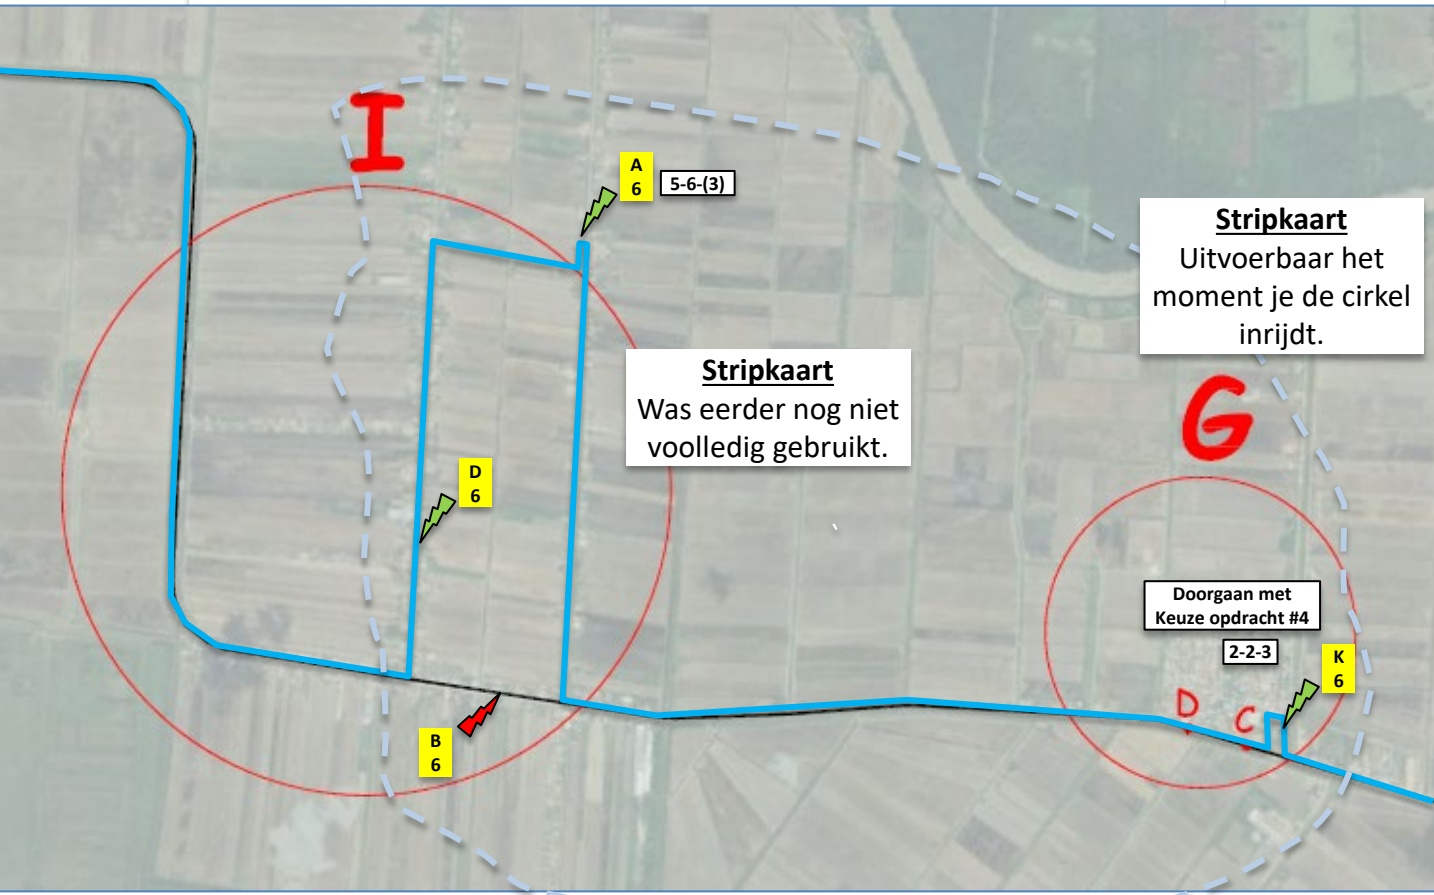 I
A
6
5-6-(3)
Stripkaart
Uitvoerbaar het
moment je de cirkel
inrijdt.
Stripkaart
Was eerder nog niet
voolledig gebruikt.
G
D
6
Doorgaan met
Keuze opdracht #4
2-2-3
K
6
D
C
B
6